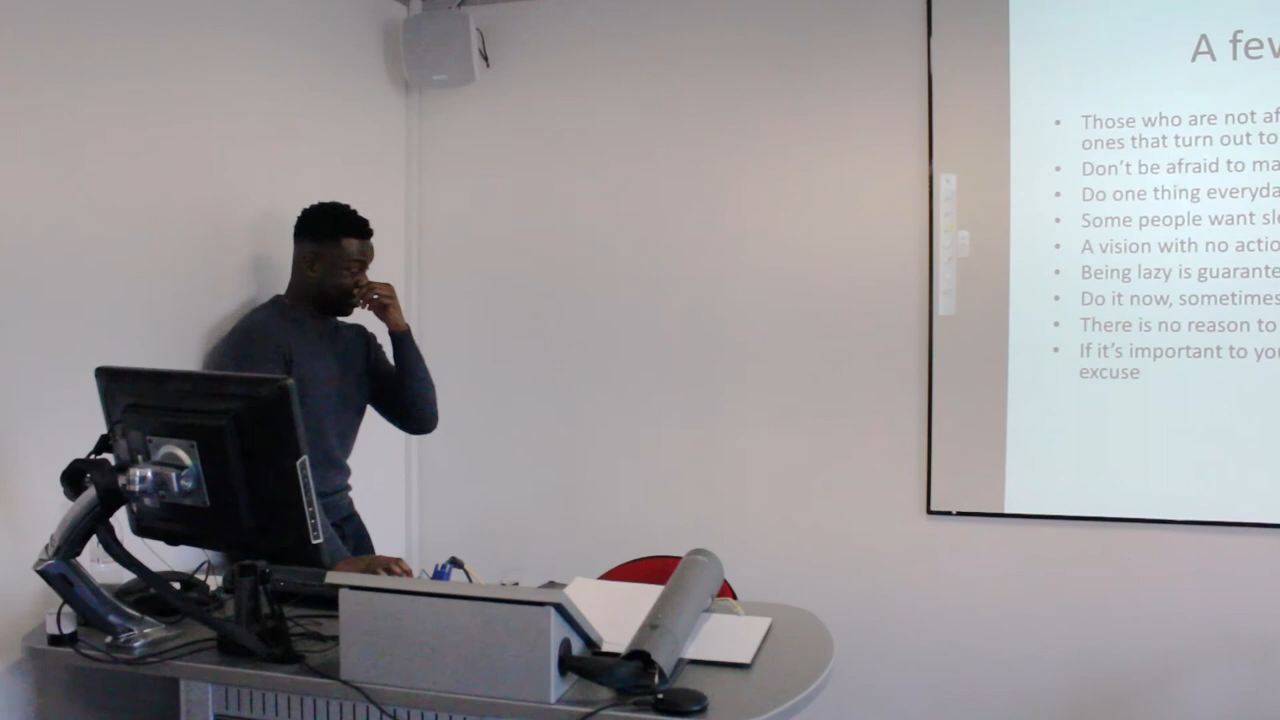 A few
Those who are not af
ones that turn out to
Don't be afraid to ma
Do one thing everyda
Some people want sle
A vision with no actio
Being lazy is guarante
Do it now, sometimes
There is no reason to
If it's important to you
excuse